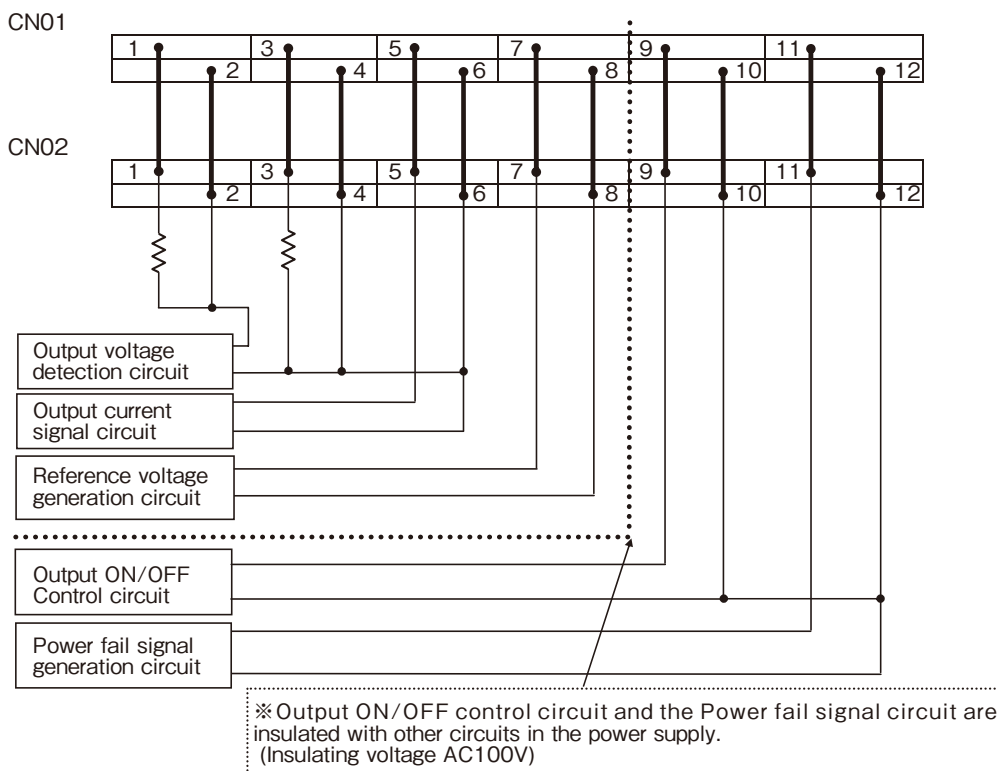 CN01
1 3 5 7 9 11
2 4 6 8 10 12
CN02
1 3 5 7 9 11
2 4 6 8 10 12
Output voltage
detection circuit
Output current
signal circuit
Reference voltage
generation circuit
Output ON/OFF
Control circuit
Power fail signal
generation circuit
※Output ON/OFF control circuit and the Power fail signal circuit are
insulated with other circuits in the power supply.
(Insulating voltage AC100V)